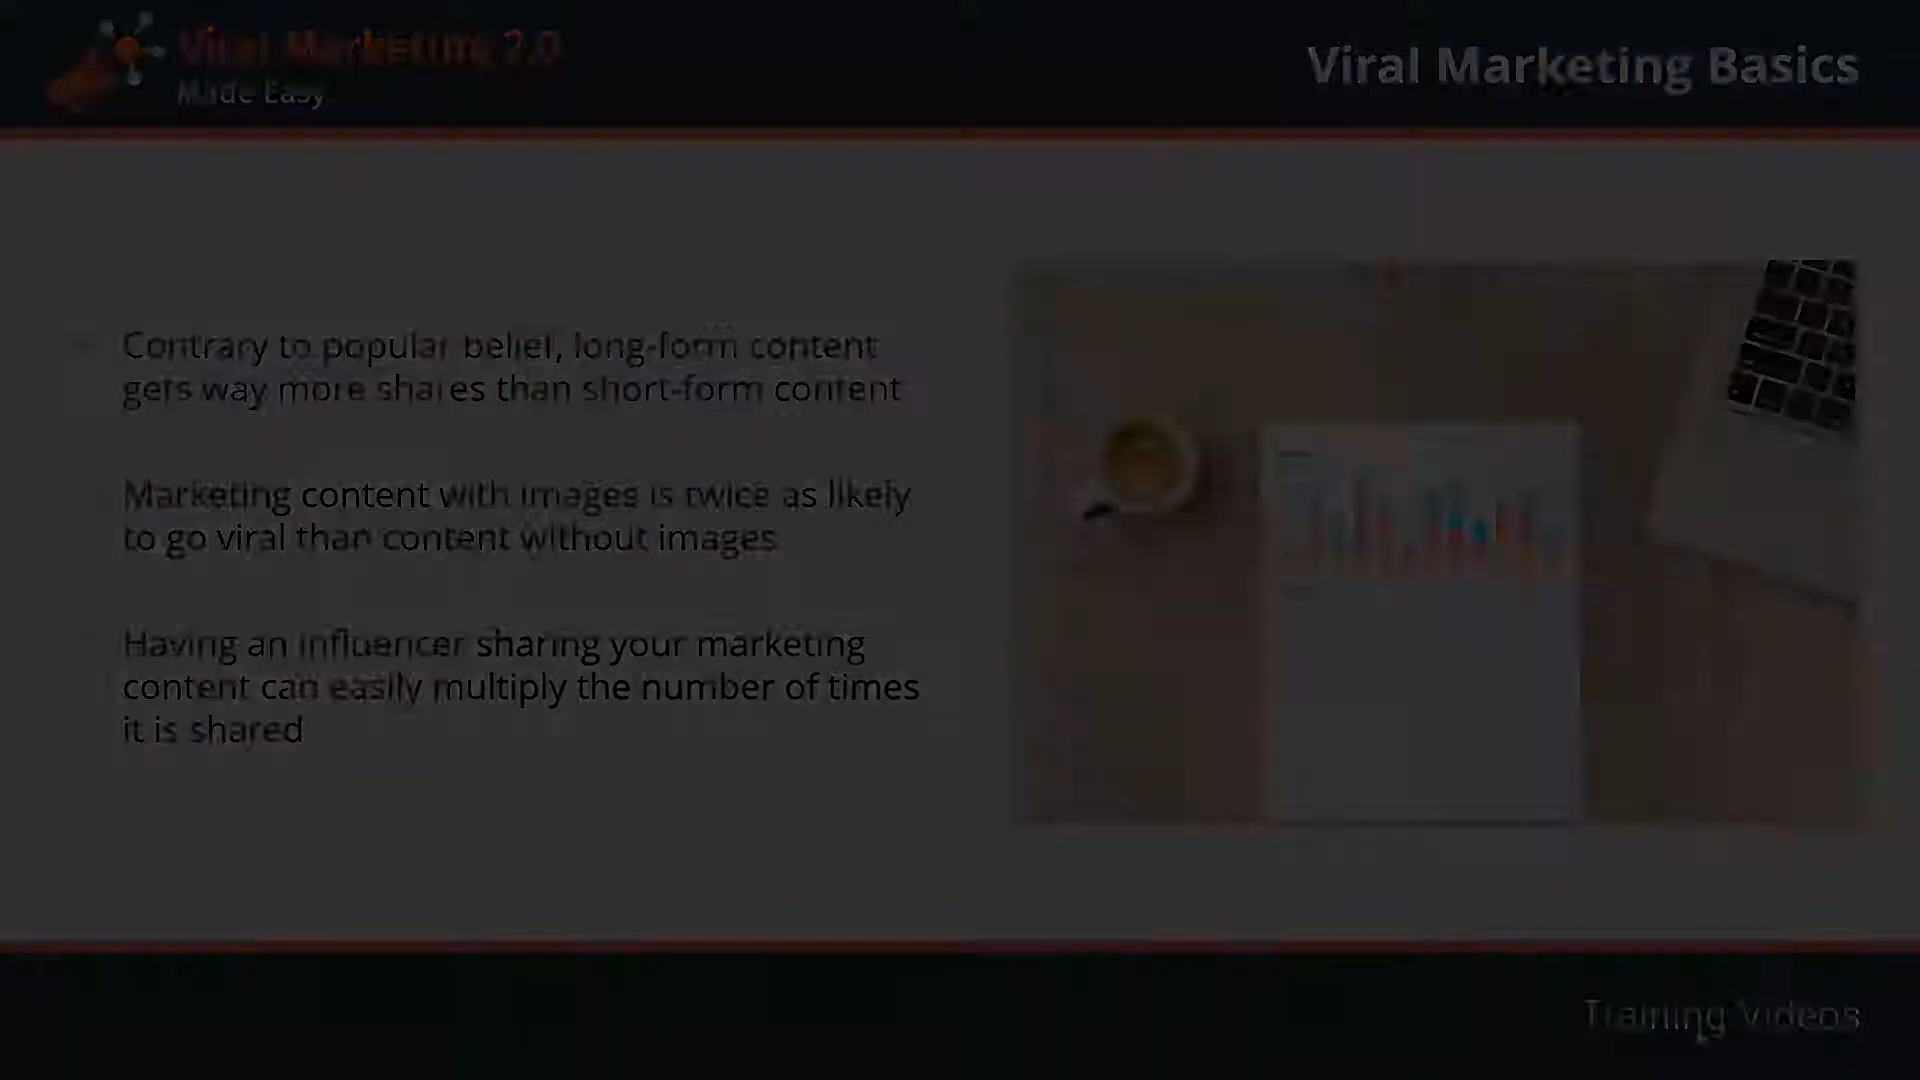 Viral Marketing 2.0
Made Easy
Viral Marketing Basics
Contrary to popular belief, long-form content
gets way more shares than short-form content
Marketing content with images is twice as likely
to go viral than content without images
Having an influencer sharing your marketing
content can easily multiply the number of times
it is shared
Training Videos